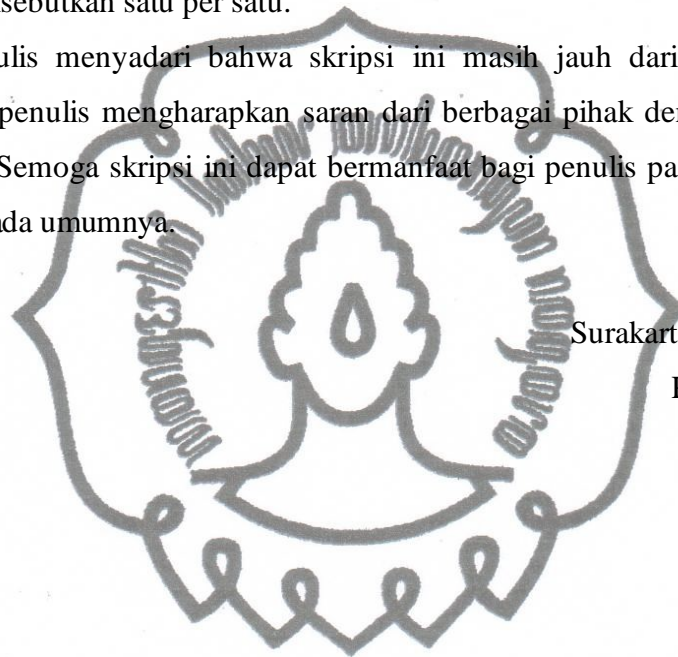 sebutkan satu per satu.
ulis menyadari bahwa skripsi ini masih jauh dari
penulis mengharapkan saran dari berbagai pihak de
Semoga skripsi ini dapat bermanfaat bagi penulis pa
da umumnya.
Surakart